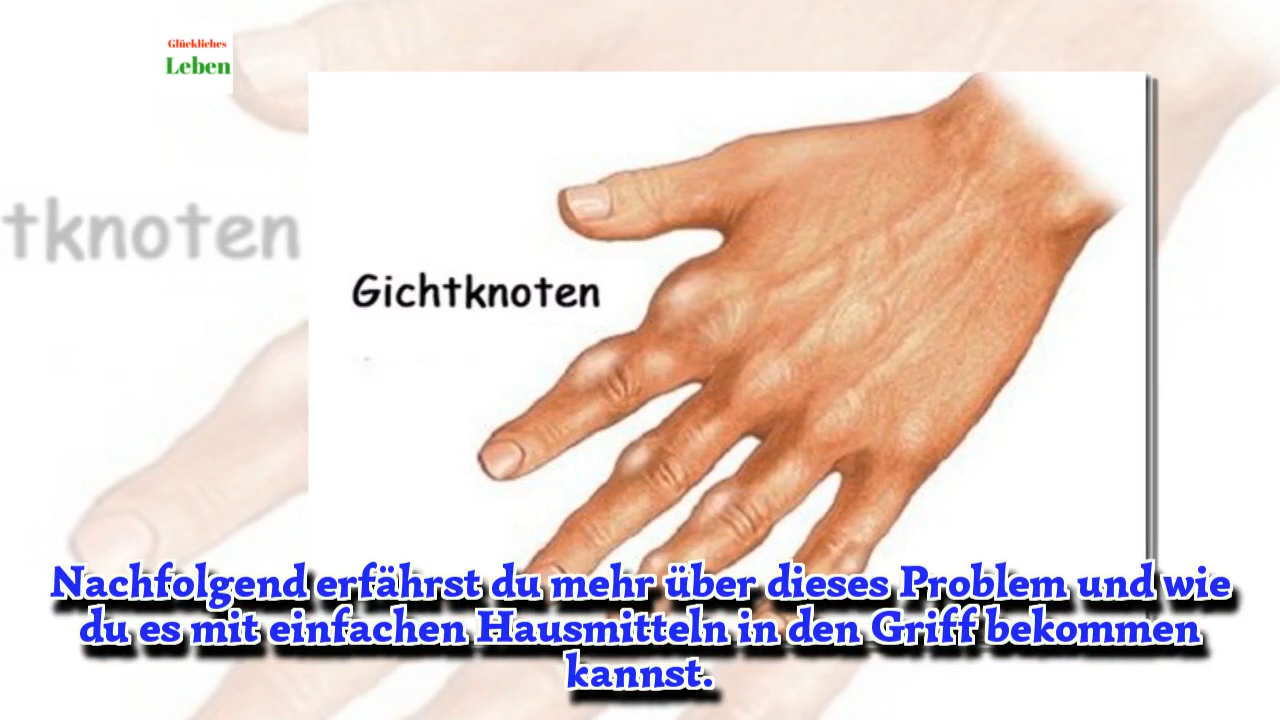 Glückliches
Leben
tknoten
Gichtknoten
Nachfolgend erfährst du mehr über dieses Problem und wie
du es mit einfachen Hausmitteln in den Griff bekommen
kannst.